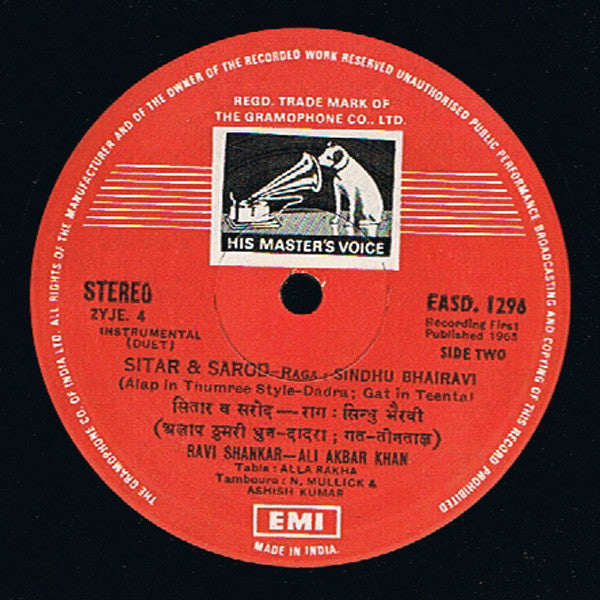 THE GRAMOPHONE CO. OF INDIA LTD. ALL RIGHTS OF THE MANUFACTURER AND OF THE OWNER OF THE RECORDED WORK RESERVED UNAUTHORISED PUBLIC PERFORMANCE BROADCASTING AND COPYING OF THIS RECORD PROHIBITED
REGD. TRADE MARK OF
THE GRAMOPHONE CO., LTD.
HIS MASTER'S VOICE
STEREO
2YJE. 4
INSTRUMENTAL
(DUET)
EASD. 1296
Recording First
Published 1965
SIDE TWO
SITAR & SAROD—RAGA: SINDHU BHAIRAVI
(Alap in Thumree Style-Dadra; Gat in Teental)
सितार व सरोद—राग: सिन्धु भैरवी
(अलाप ठुमरी धुन-दादरा; गत-तीनताल)
RAVI SHANKAR—ALI AKBAR KHAN
Tabla: ALLA RAKHA
Tamboura: N. MULLICK &
ASHISH KUMAR
EMI
MADE IN INDIA.